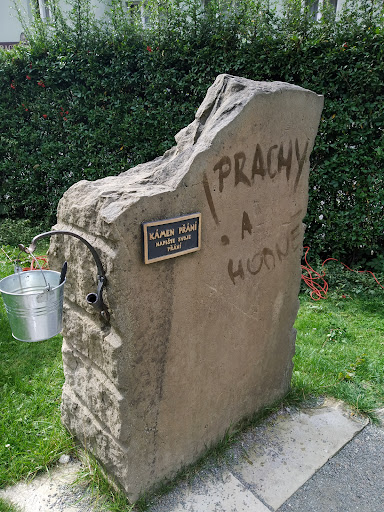 KÁMEN PŘÁNÍ
NAPIŠTE SVOJE
PŘÁNÍ
! PRACHY !
A
HODNĚ